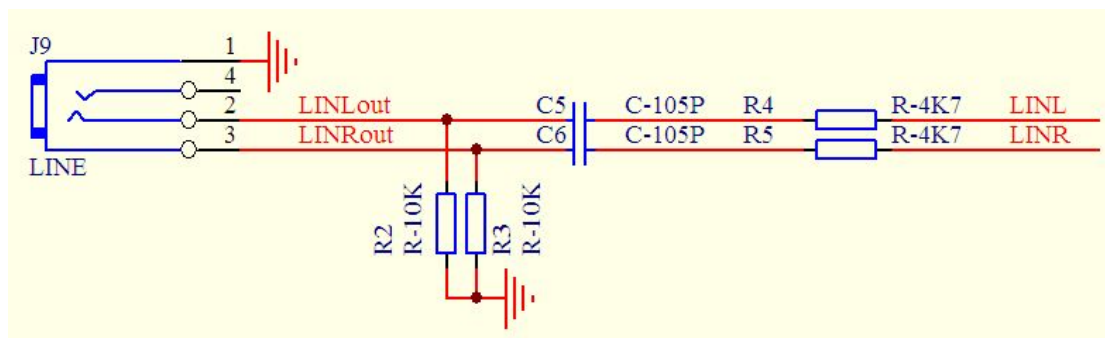 J9
1
4
2 LINLout C5 C-105P R4 R-4K7 LINL
3 LINRout C6 C-105P R5 R-4K7 LINR
LINE
R2 R-10K R3 R-10K